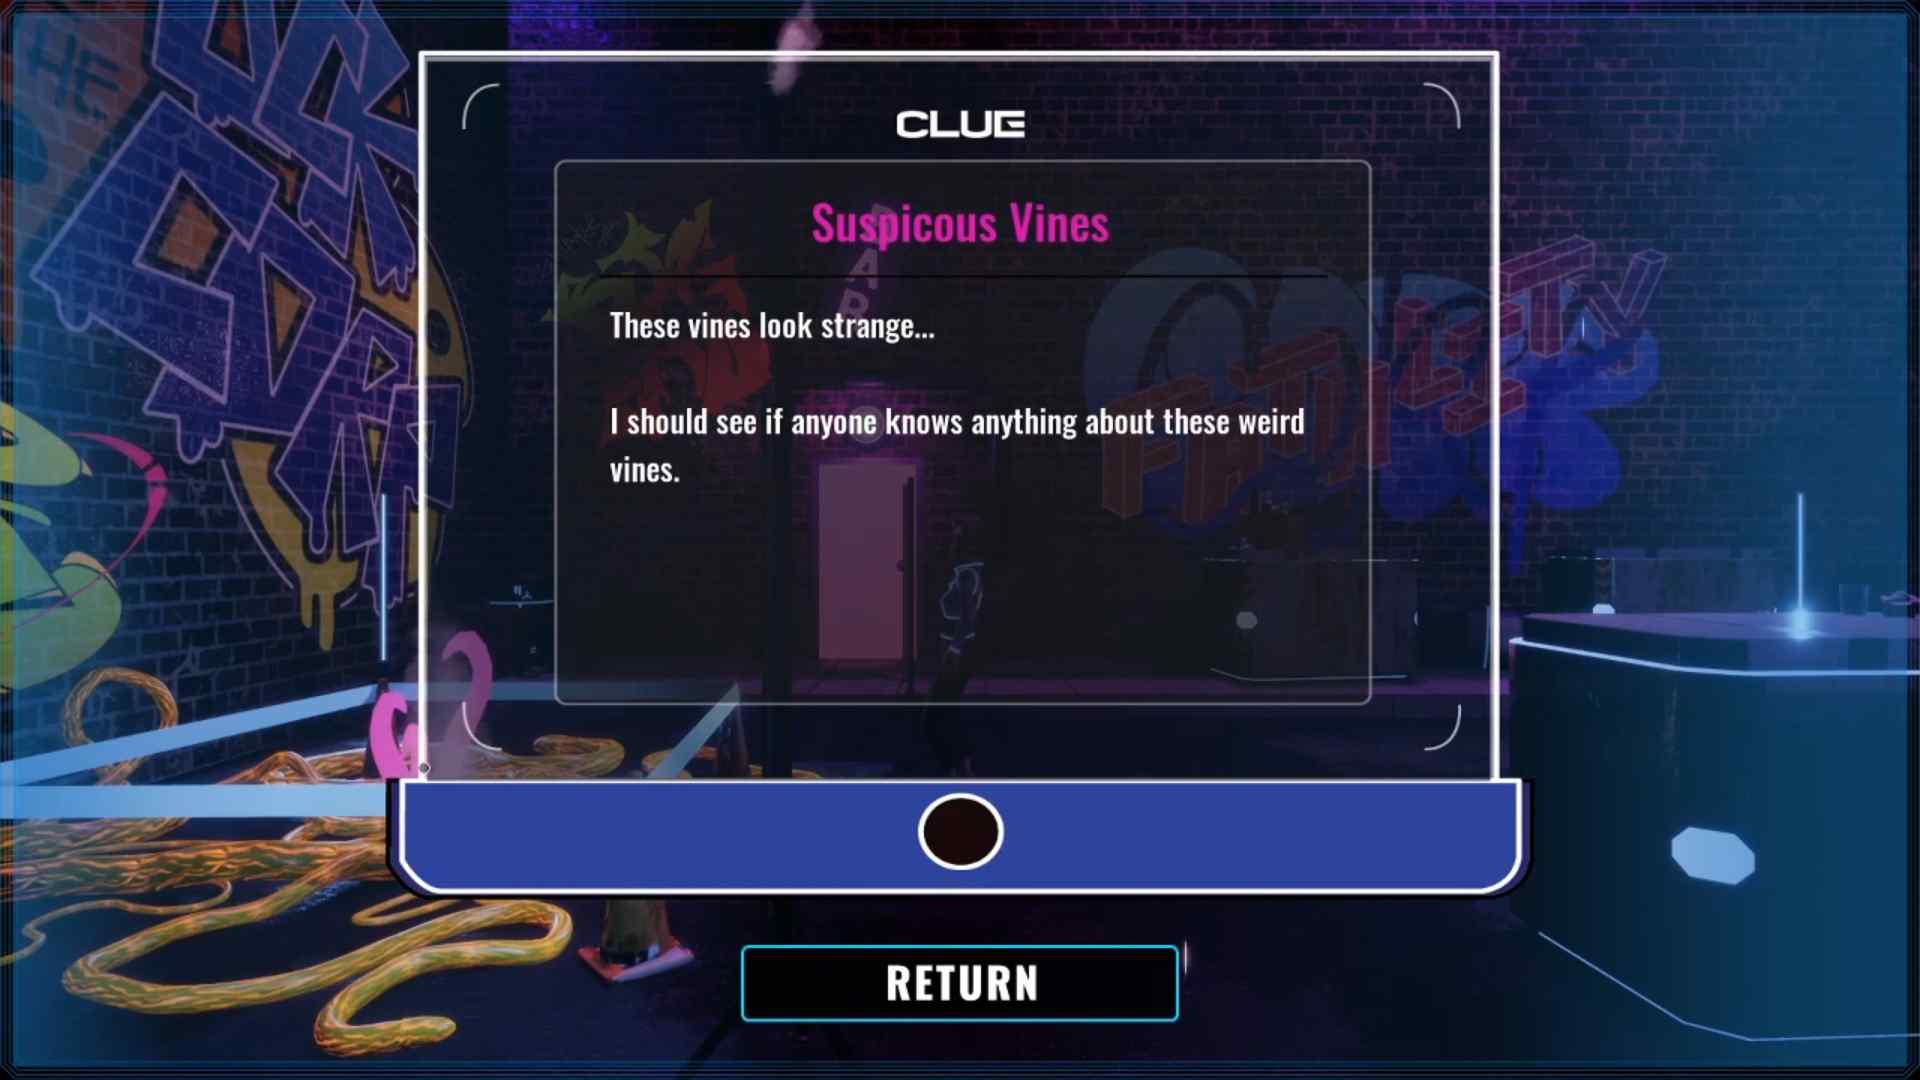 CLUE
Suspicous Vines
These vines look strange...
I should see if anyone knows anything about these weird
vines.
RETURN